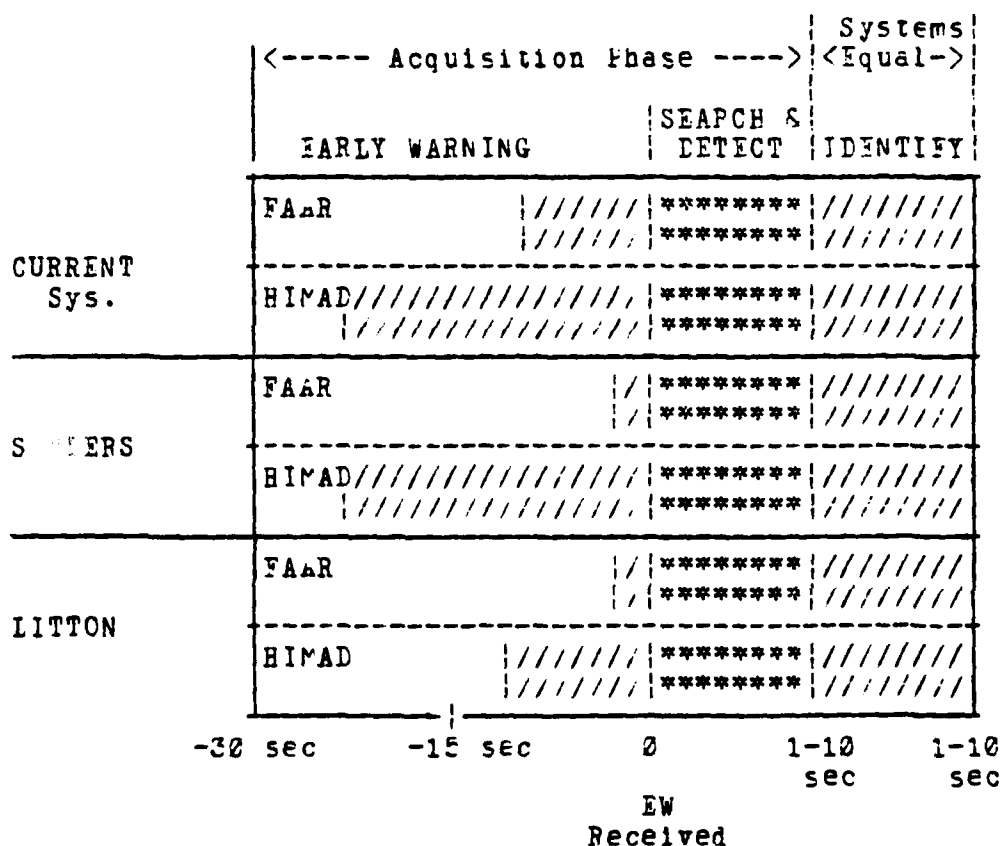 Systems
<----- Acquisition Phase ----> <Equal->
SEARCH &
EARLY WARNING DETECT IDENTIFY
FAAR
CURRENT
Sys.
HIMAD
FAAR
HIMAD
FAAR
LITTON
HIMAD
-30 sec -15 sec 0 1-10 1-10
sec sec
EW
Received